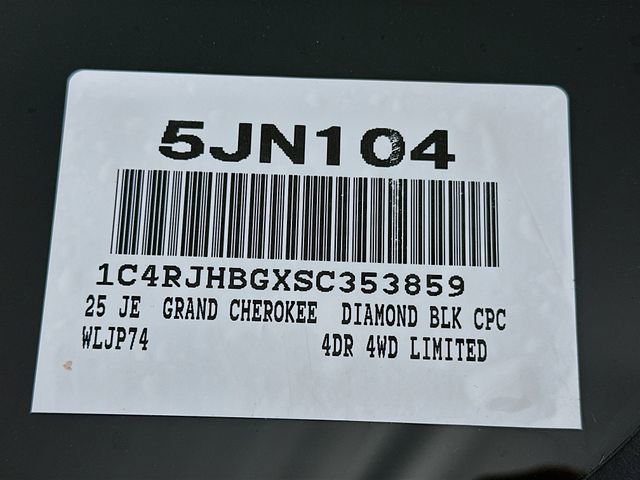 5JN104
1C4RJHBGXSC353859
25 JE GRAND CHEROKEE DIAMOND BLK CPC
WLJP74 4DR 4WD LIMITED